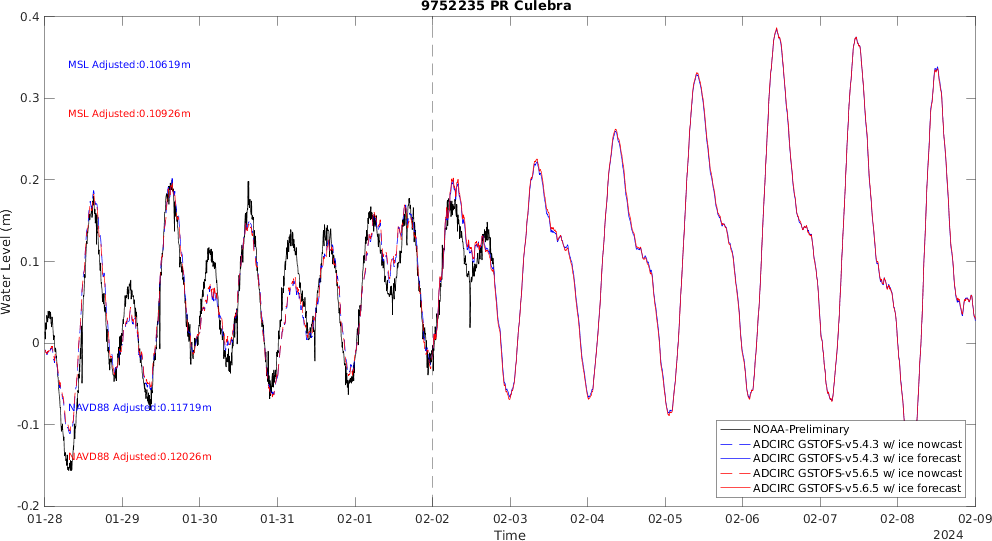 9752235 PR Culebra
Water Level (m)
0.4
0.3
0.2
0.1
0
-0.1
-0.2
MSL Adjusted:0.10619m
MSL Adjusted:0.10926m
NAVD88 Adjusted:0.11719m
NAVD88 Adjusted:0.12026m
NOAA-Preliminary
ADCIRC GSTOFS-v5.4.3 w/ ice nowcast
ADCIRC GSTOFS-v5.4.3 w/ ice forecast
ADCIRC GSTOFS-v5.6.5 w/ ice nowcast
ADCIRC GSTOFS-v5.6.5 w/ ice forecast
01-28 01-29 01-30 01-31 02-01 02-02 02-03 02-04 02-05 02-06 02-07 02-08 02-09
Time
2024